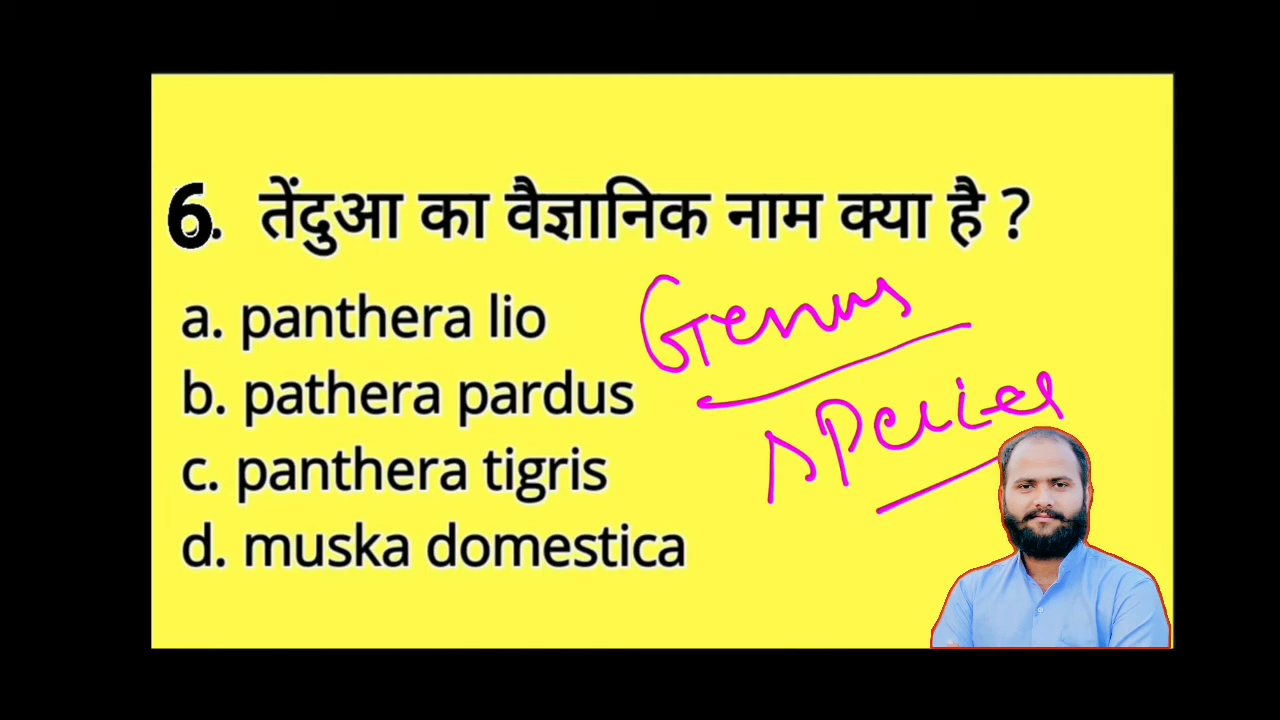 6. तेंदुआ का वैज्ञानिक नाम क्या है ?
a. panthera lio
b. pathera pardus
c. panthera tigris
d. muska domestica
Genus
species